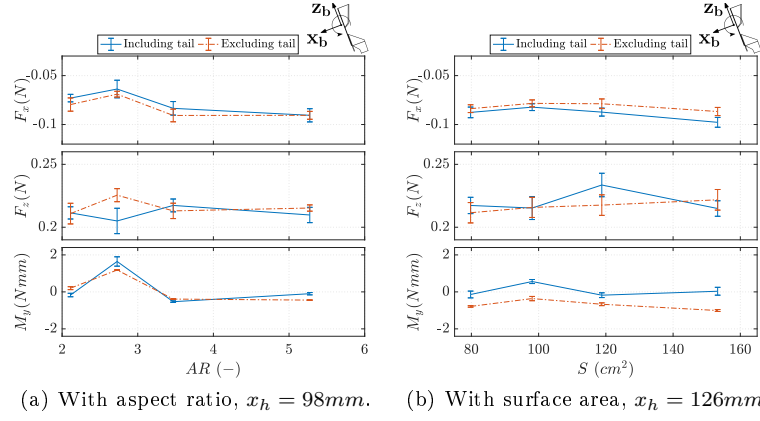 z_b
x_b
Including tail Excluding tail
-0.05
-0.1
F_x(N)
0.25
0.2
F_z(N)
2
0
-2
M_y(Nmm)
2 3 4 5 6
AR (−)
(a) With aspect ratio, x_h = 98mm.
z_b
x_b
Including tail Excluding tail
-0.05
-0.1
F_x(N)
0.25
0.2
F_z(N)
2
0
-2
M_y(Nmm)
80 100 120 140 160
S (cm^2)
(b) With surface area, x_h = 126mm